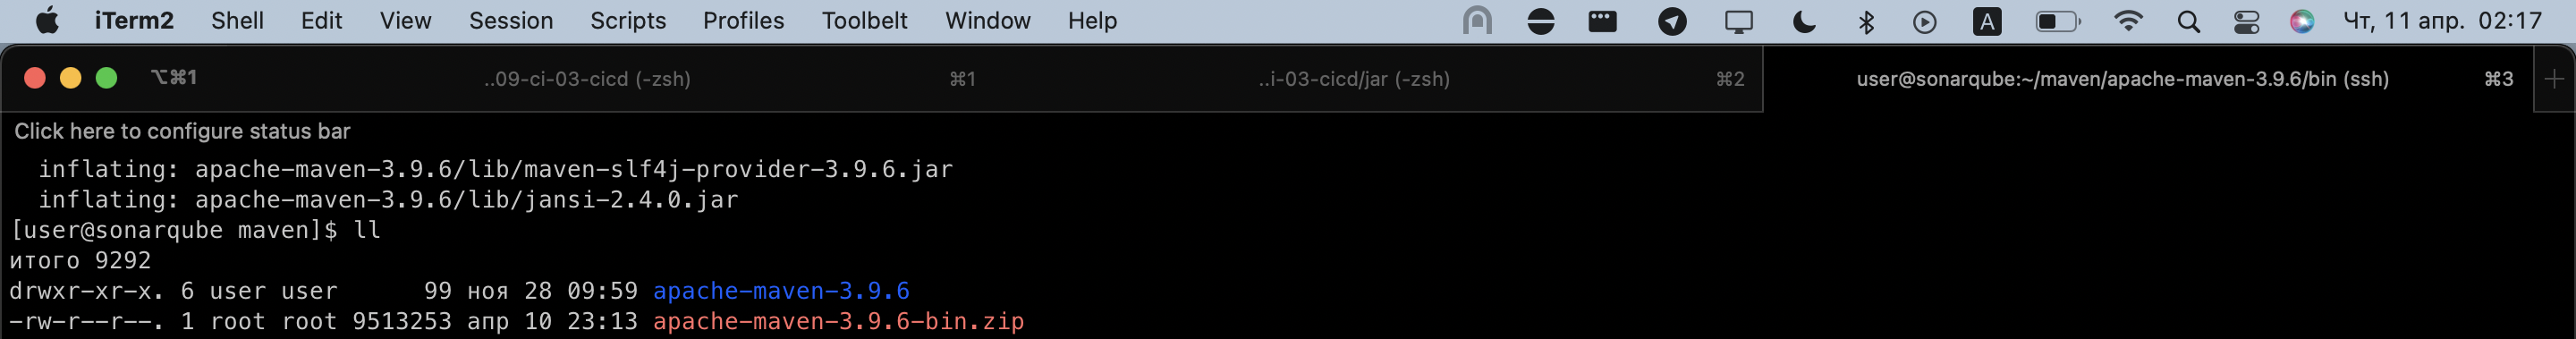 iTerm2 Shell Edit View Session Scripts Profiles Toolbelt Window Help A Чт, 11 апр. 02:17
⌥⌘1 ..09-ci-03-cicd (-zsh) ⌘1 ..i-03-cicd/jar (-zsh) ⌘2 user@sonarqube:~/maven/apache-maven-3.9.6/bin (ssh) ⌘3
Click here to configure status bar
inflating: apache-maven-3.9.6/lib/maven-slf4j-provider-3.9.6.jar
inflating: apache-maven-3.9.6/lib/jansi-2.4.0.jar
[user@sonarqube maven]$ ll
итого 9292
drwxr-xr-x. 6 user user 99 ноя 28 09:59 apache-maven-3.9.6
-rw-r--r--. 1 root root 9513253 апр 10 23:13 apache-maven-3.9.6-bin.zip